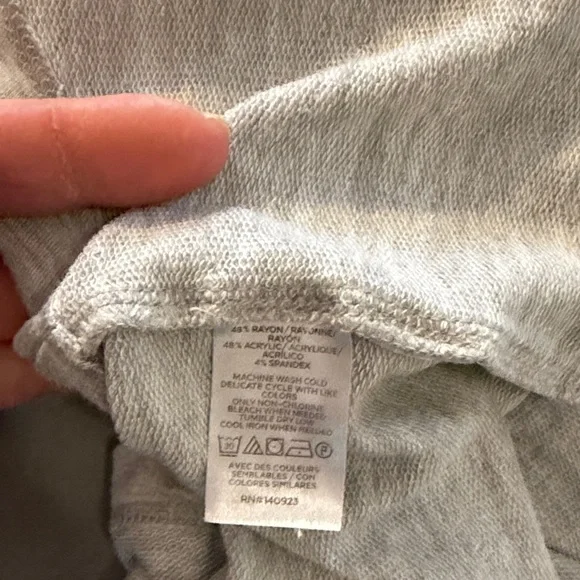 48% RAYON/RAYONNE/
RAYON
48% ACRYLIC/ACRYLIQUE/
ACRÍLICO
4% SPANDEX
MACHINE WASH COLD
DELICATE CYCLE WITH LIKE
COLORS
ONLY NON-CHLORINE
BLEACH WHEN NEEDED
TUMBLE DRY LOW
COOL IRON WHEN NEEDED
30 P
AVEC DES COULEURS
SEMBLABLES / CON
COLORES SIMILARES
RN#140923